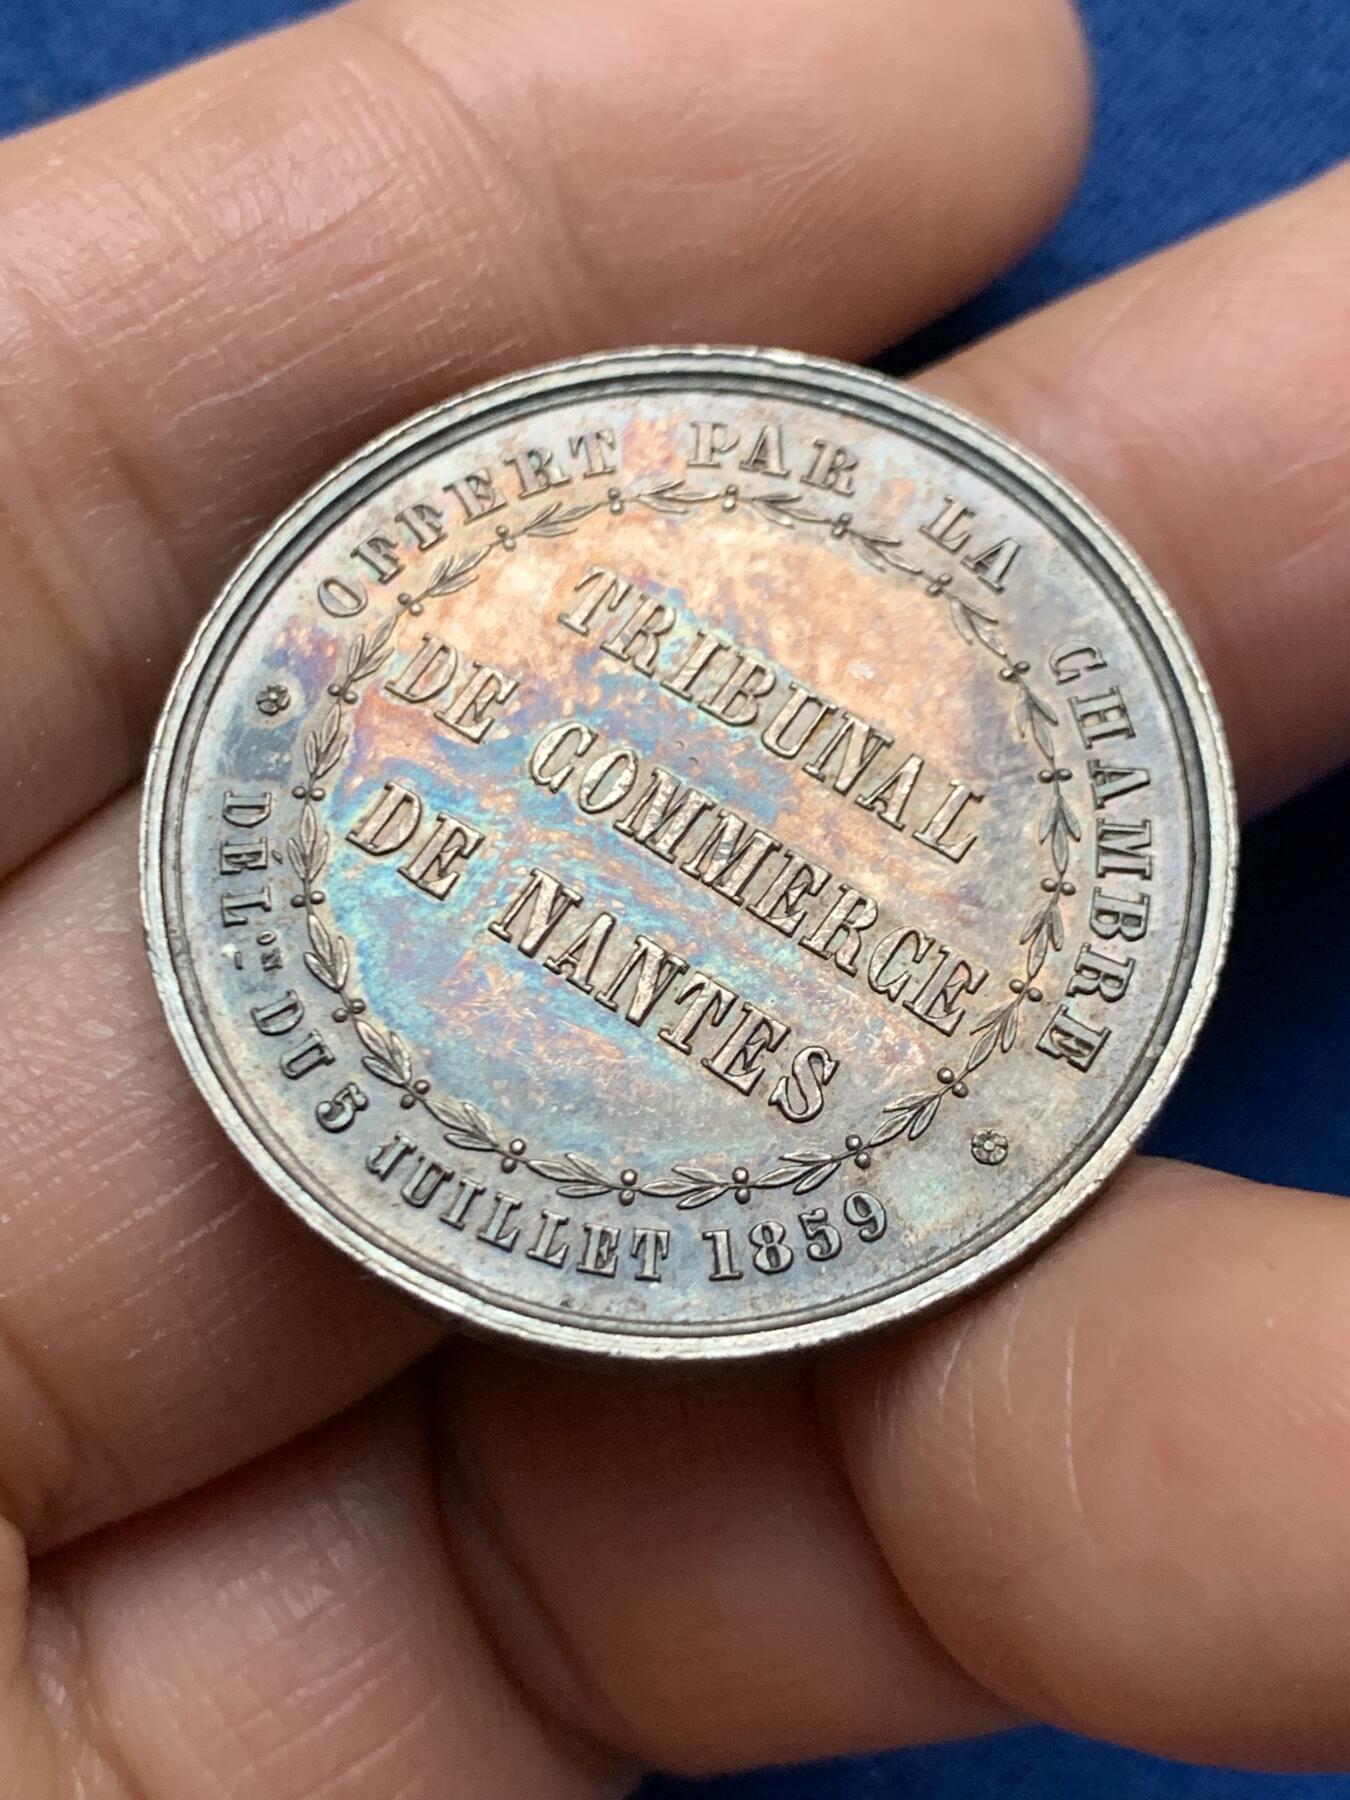 OFFERT PAR LA CHAMBRE
TRIBUNAL
DE COMMERCE
DE NANTES
DÉL.ON DU 5 JUILLET 1859